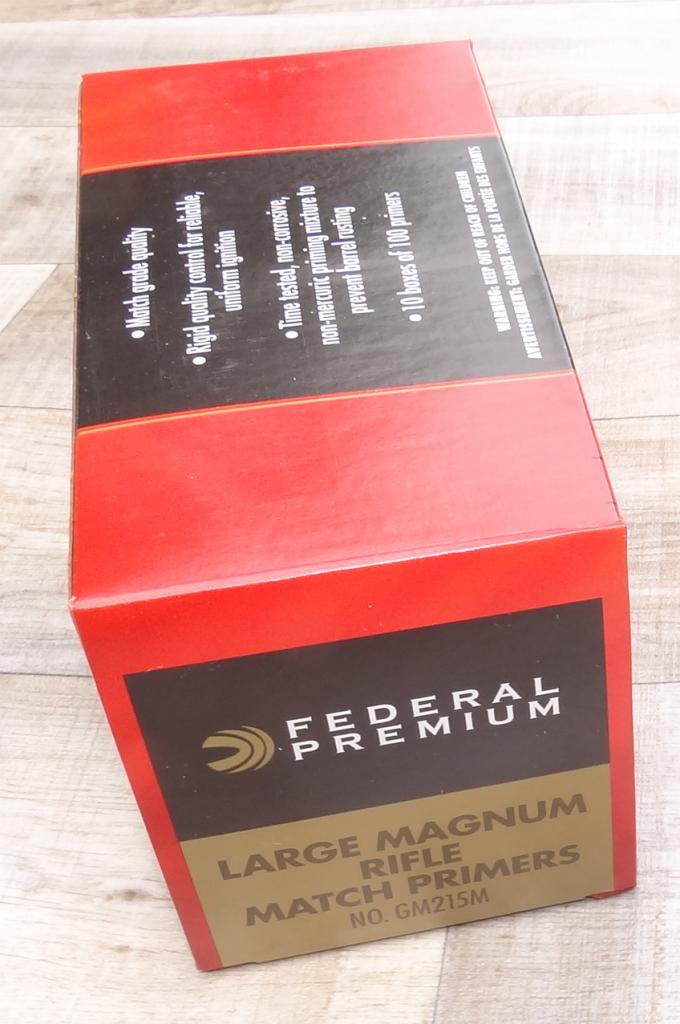 • Match grade quality
• Rigid quality control for reliable,
uniform ignition
• Time tested, non-corrosive,
non-mercuric priming mixture to
prevent barrel rusting
• 10 boxes of 100 primers
WARNING: KEEP OUT OF REACH OF CHILDREN
AVERTISSEMENT: GARDER HORS DE LA PORTÉE DES ENFANTS
FEDERAL
PREMIUM
LARGE MAGNUM
RIFLE
MATCH PRIMERS
NO. GM215M